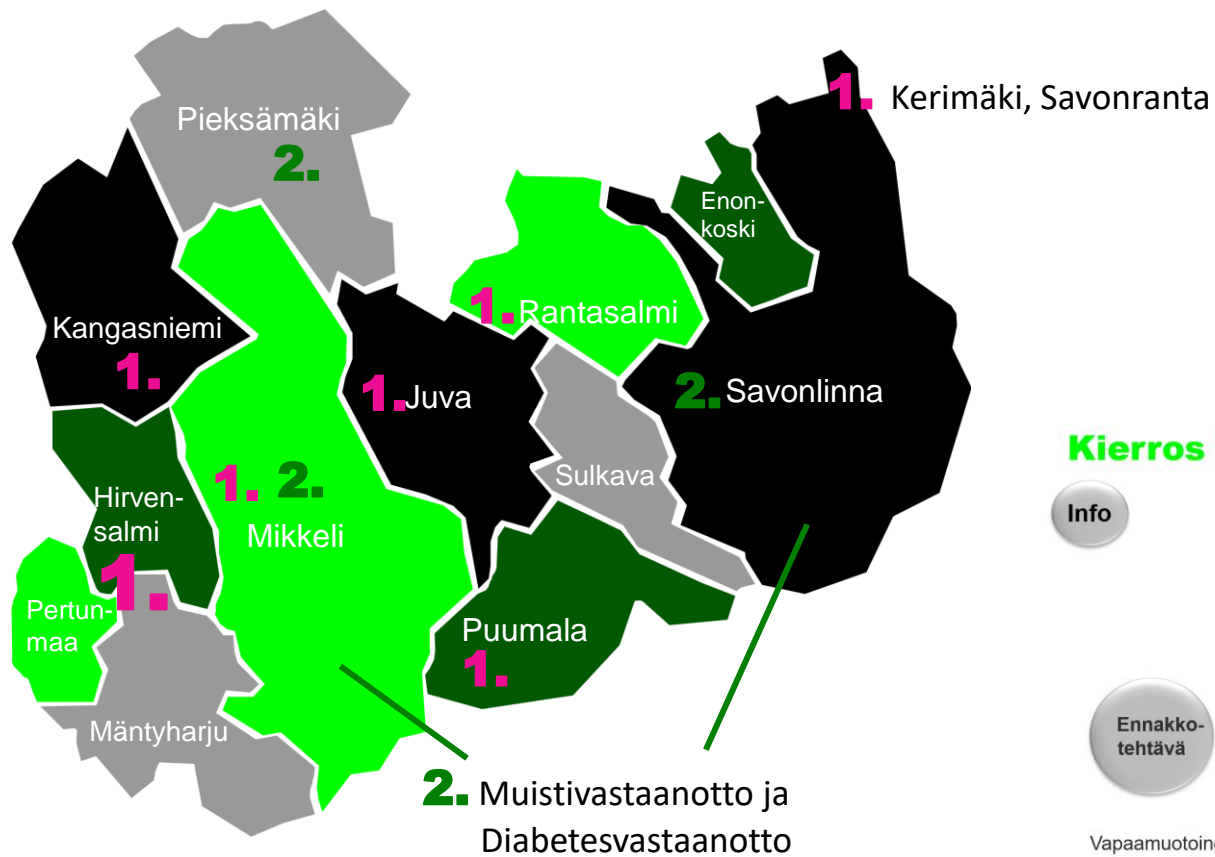 Pieksämäki
2.
1. Kerimäki, Savonranta
Enon-
koski
Kangasniemi
1.
1. Rantasalmi
1. Juva
2. Savonlinna
Sulkava
Hirven-
salmi
1.
1. 2.
Mikkeli
Pertun-
maa
Puumala
1.
Mäntyharju
2. Muistivastaanotto ja
Diabetesvastaanotto
Kierros
Info
Ennakko-
tehtävä